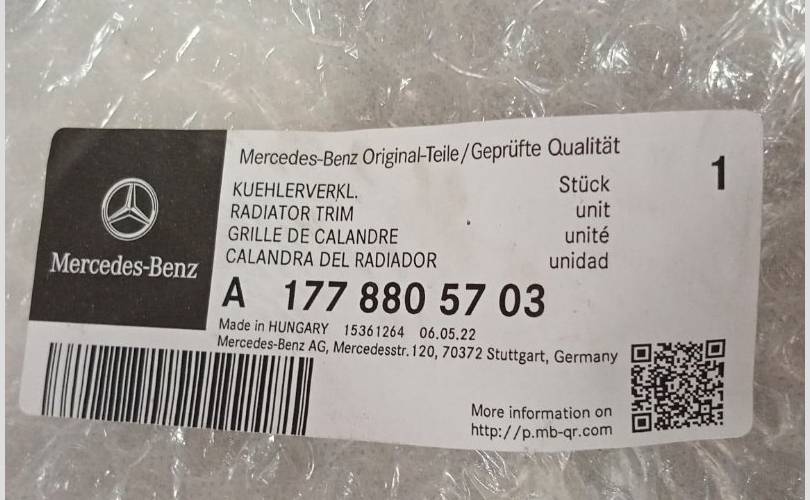 Mercedes-Benz Original-Teile/Geprüfte Qualität
1
KUEHLERVERKL. Stück
RADIATOR TRIM unit
GRILLE DE CALANDRE unité
CALANDRA DEL RADIADOR unidad
Mercedes-Benz
A 177 880 57 03
Made in HUNGARY 15361264 06.05.22
Mercedes-Benz AG, Mercedesstr. 120, 70372 Stuttgart, Germany
More information on
http://p.mb-qr.com